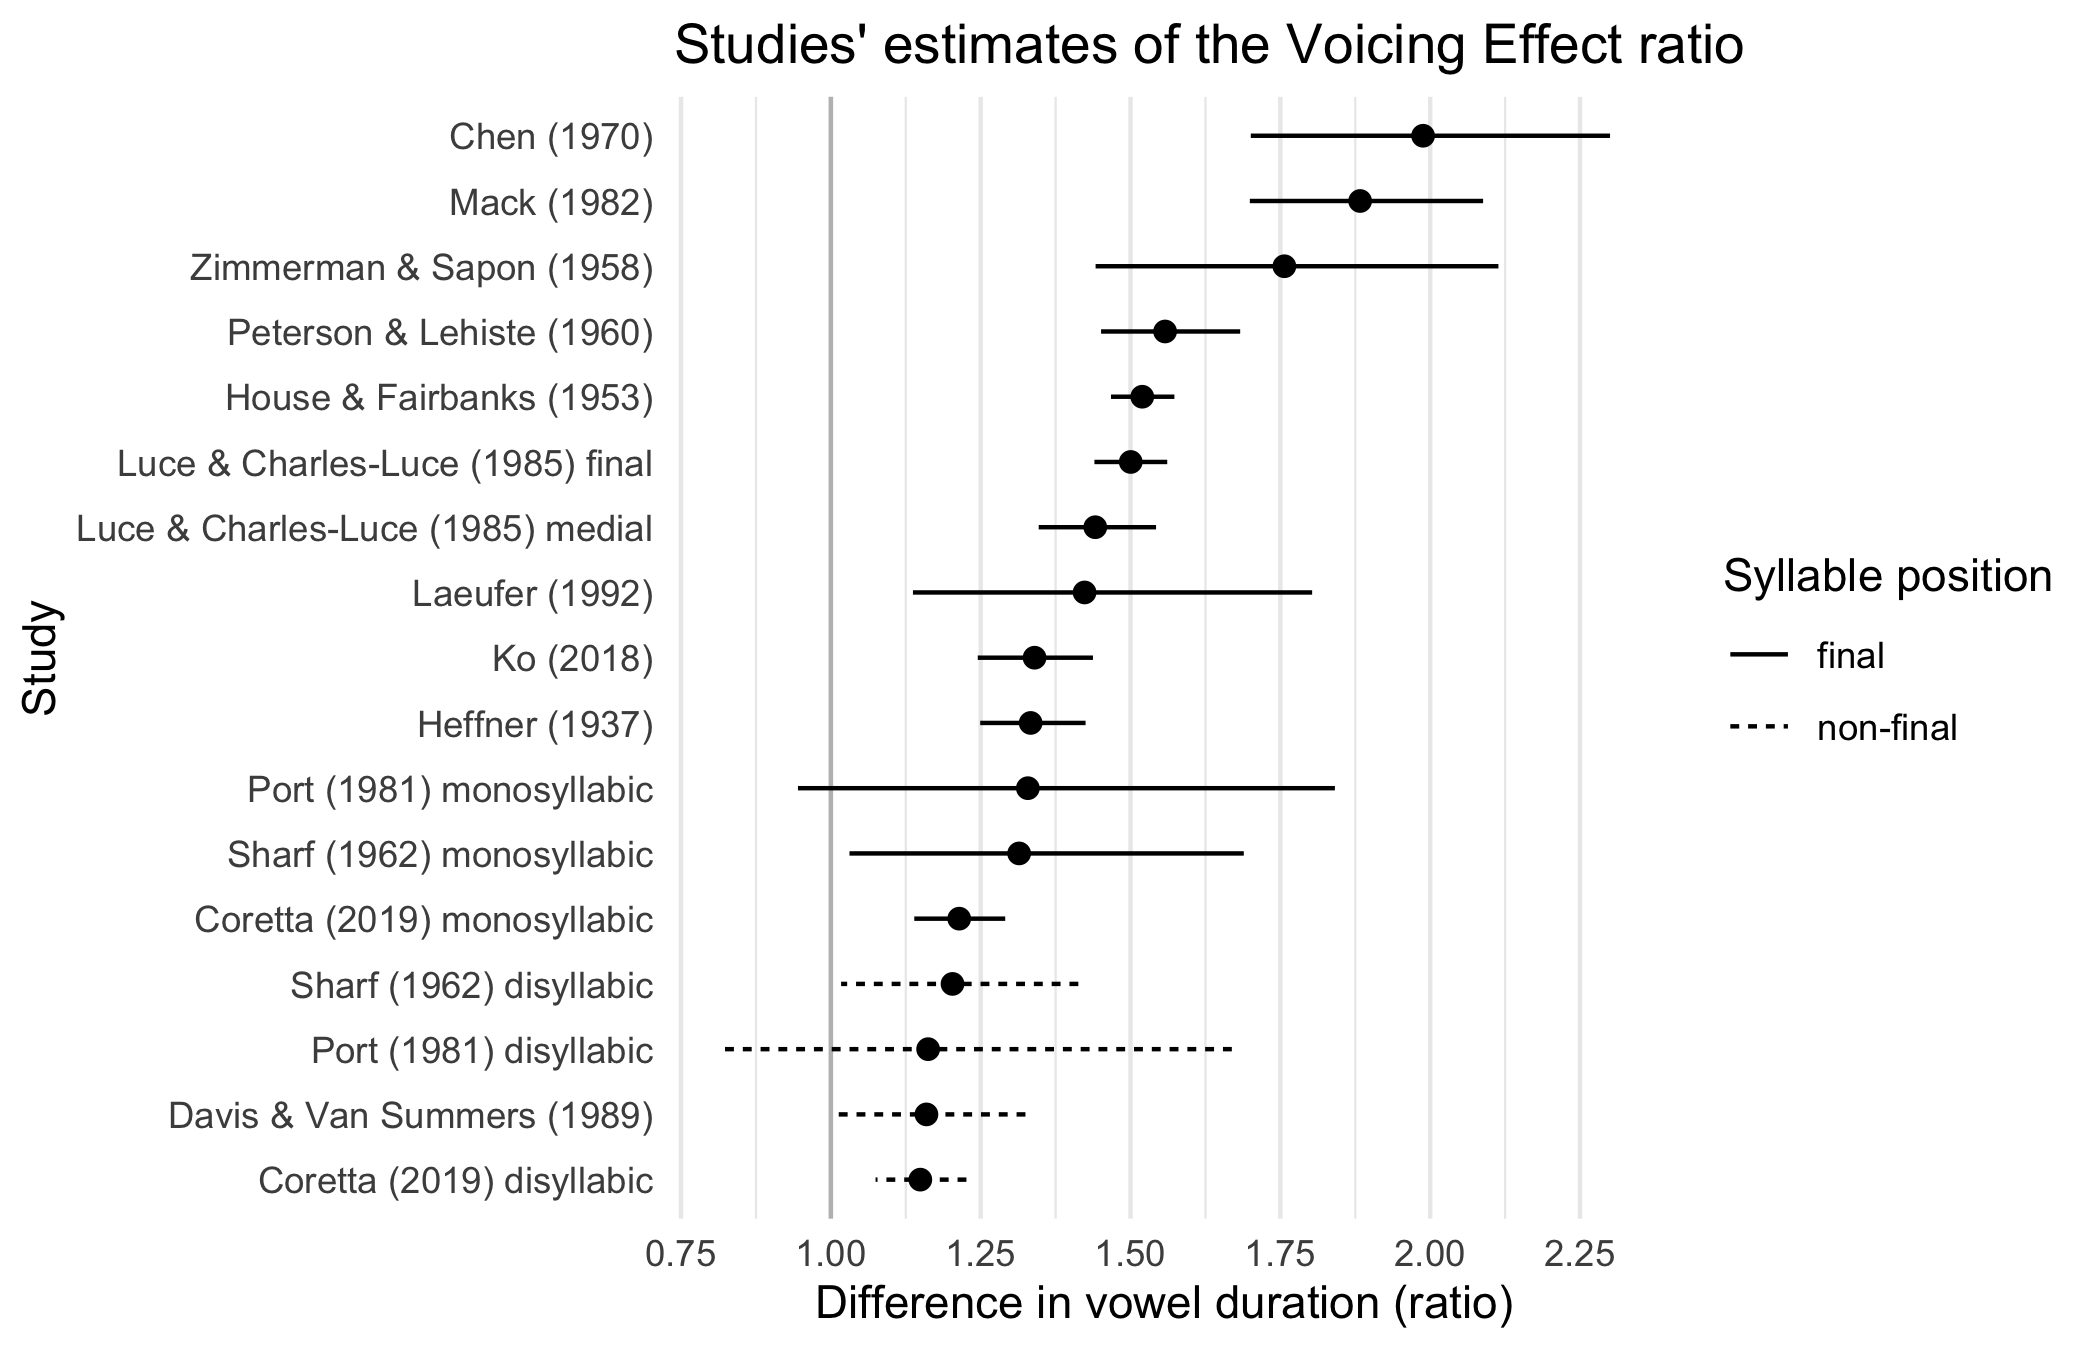 Studies' estimates of the Voicing Effect ratio
Study
Chen (1970)
Mack (1982)
Zimmerman & Sapon (1958)
Peterson & Lehiste (1960)
House & Fairbanks (1953)
Luce & Charles-Luce (1985) final
Luce & Charles-Luce (1985) medial
Laeufer (1992)
Ko (2018)
Heffner (1937)
Port (1981) monosyllabic
Sharf (1962) monosyllabic
Coretta (2019) monosyllabic
Sharf (1962) disyllabic
Port (1981) disyllabic
Davis & Van Summers (1989)
Coretta (2019) disyllabic
0.75 1.00 1.25 1.50 1.75 2.00 2.25
Difference in vowel duration (ratio)
Syllable position
final
non-final